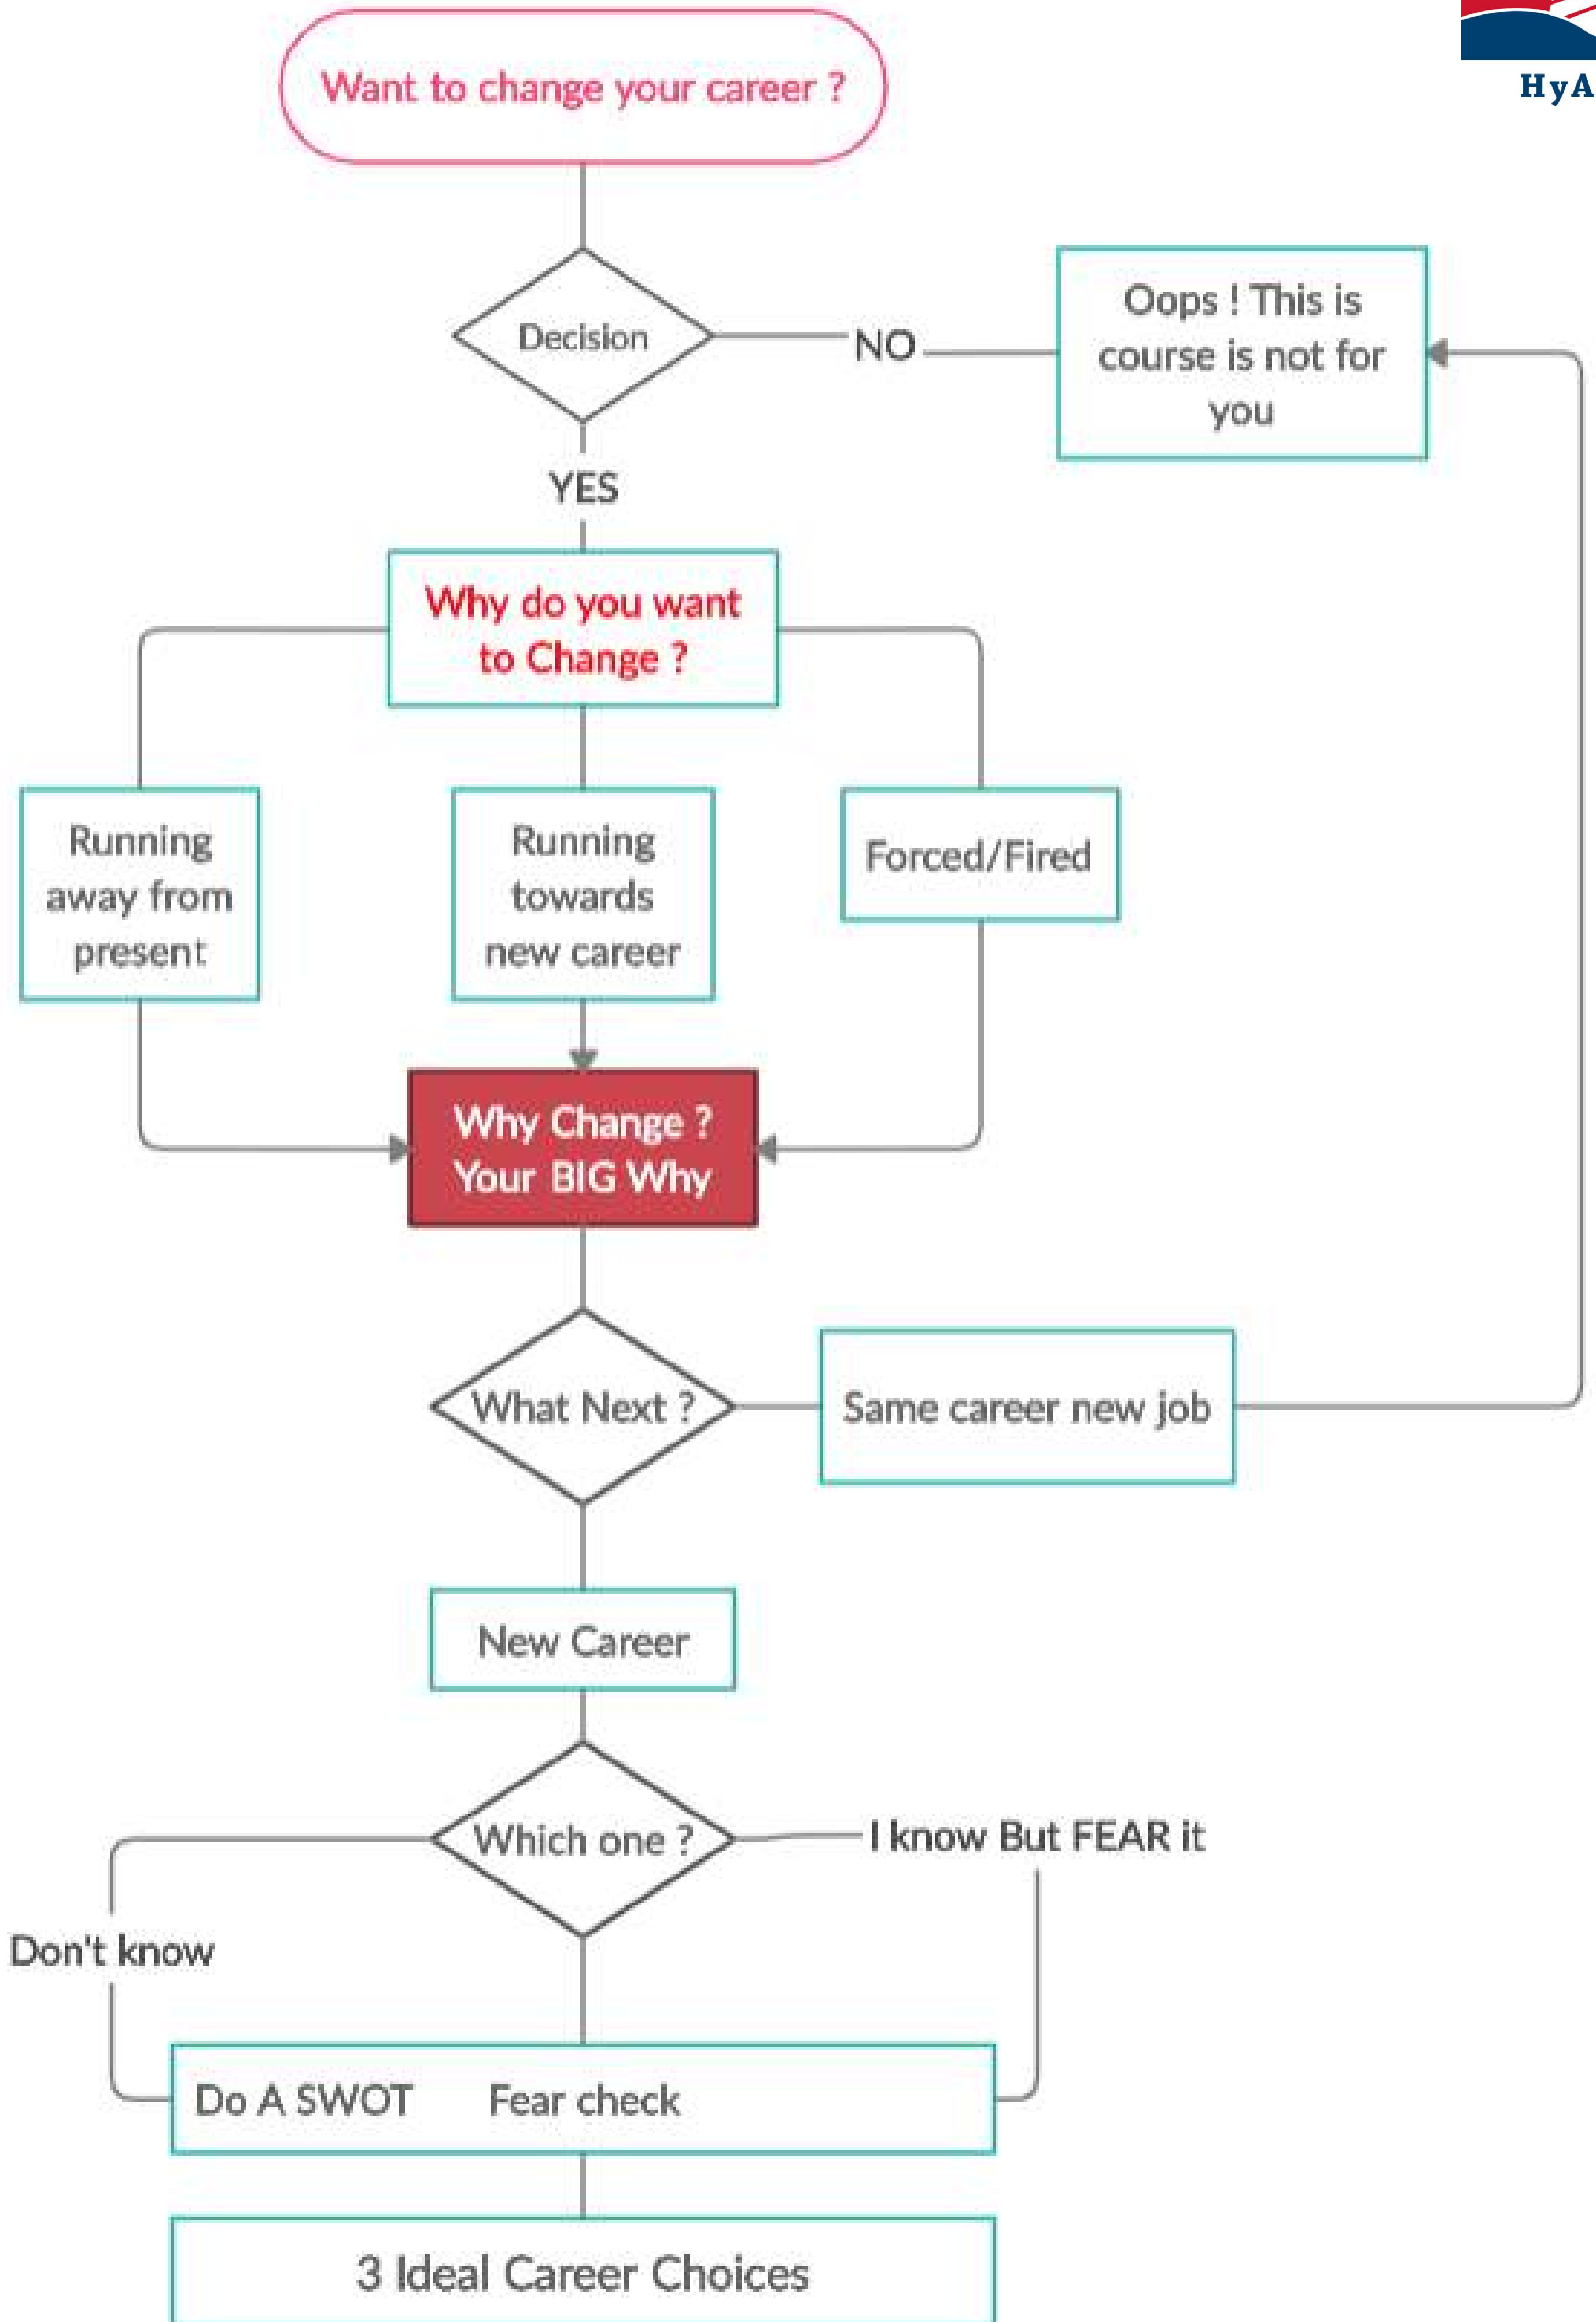 Want to change your career ?
HyA
Decision
NO
Oops ! This is
course is not for
you
YES
Why do you want
to Change ?
Running
away from
present
Running
towards
new career
Forced/Fired
Why Change ?
Your BIG Why
What Next ?
Same career new job
New Career
Which one ?
I know But FEAR it
Don't know
Do A SWOT Fear check
3 Ideal Career Choices